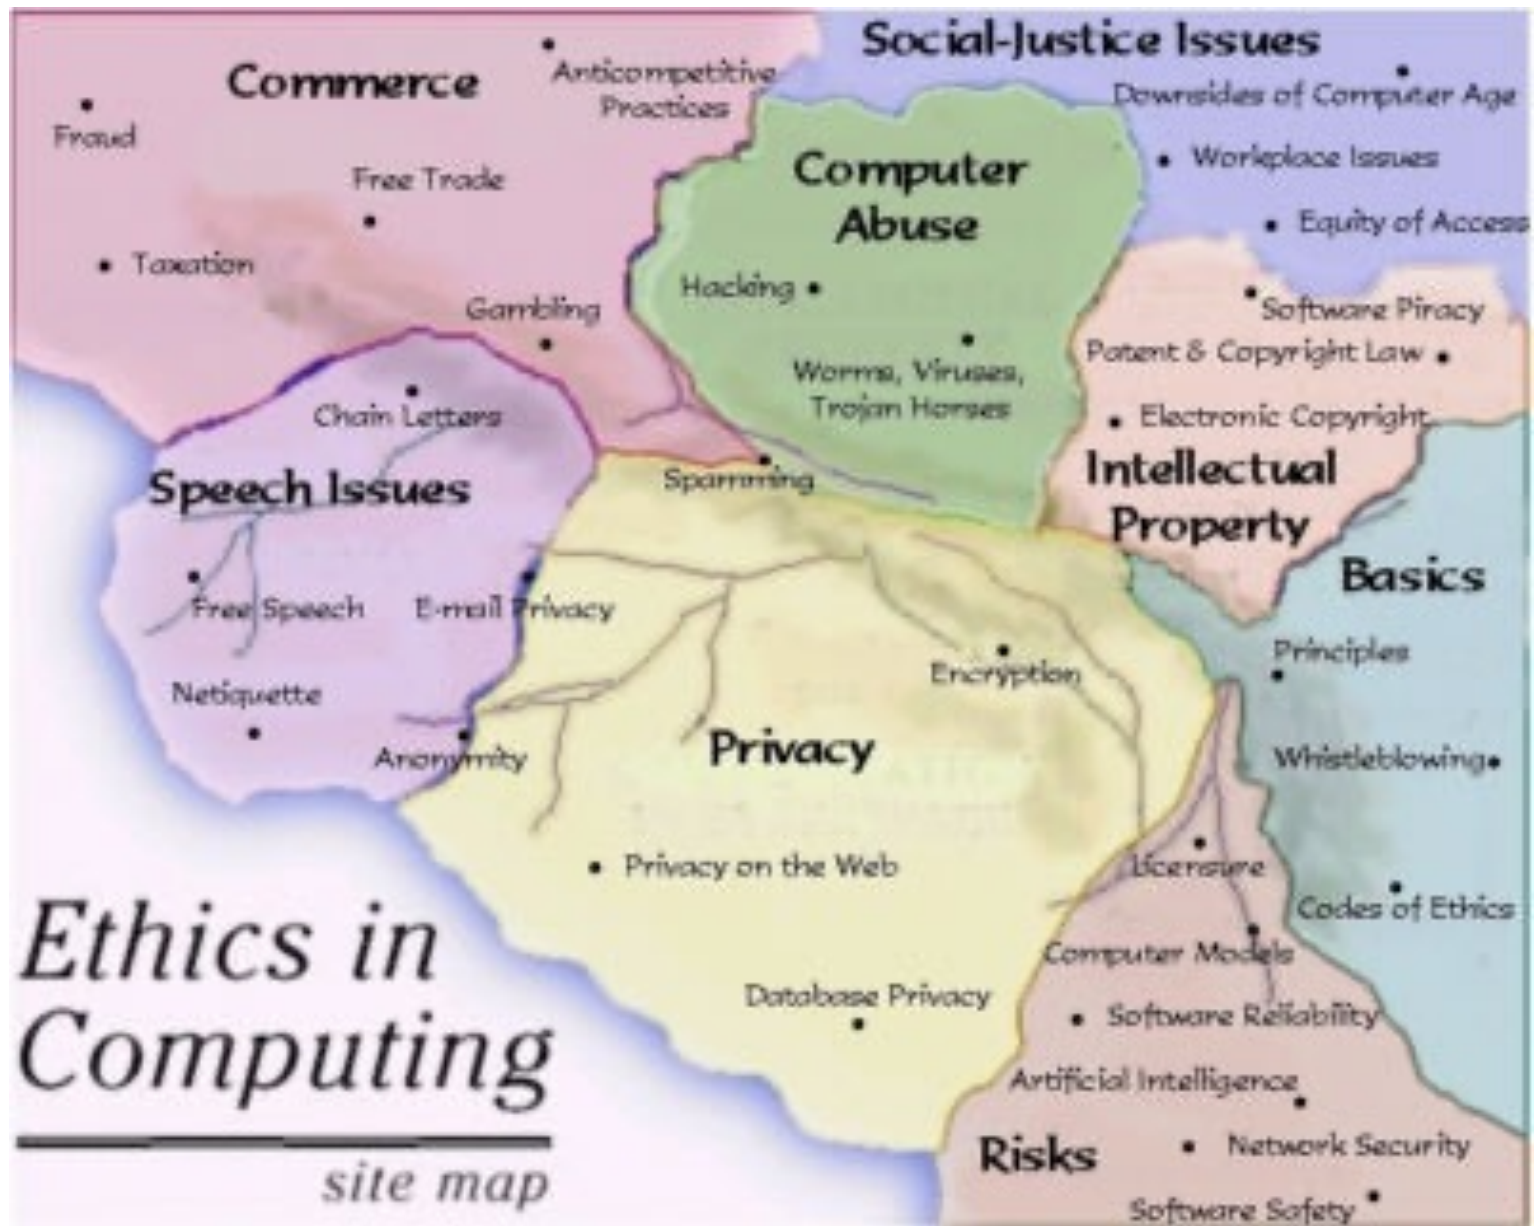 Social-Justice Issues
Downsides of Computer Age
Workplace Issues
Equity of Access
Commerce
Anticompetitive
Practices
Fraud
Free Trade
Taxation
Gambling
Computer
Abuse
Hacking
Worms, Viruses,
Trojan Horses
Spamming
Software Piracy
Patent & Copyright Law
Electronic Copyright
Intellectual
Property
Chain Letters
Speech Issues
Free Speech
E-mail Privacy
Netiquette
Anonymity
Encryption
Privacy
Privacy on the Web
Database Privacy
Basics
Principles
Whistleblowing
Codes of Ethics
Licensure
Computer Models
Software Reliability
Artificial Intelligence
Risks
Network Security
Software Safety
Ethics in
Computing
site map